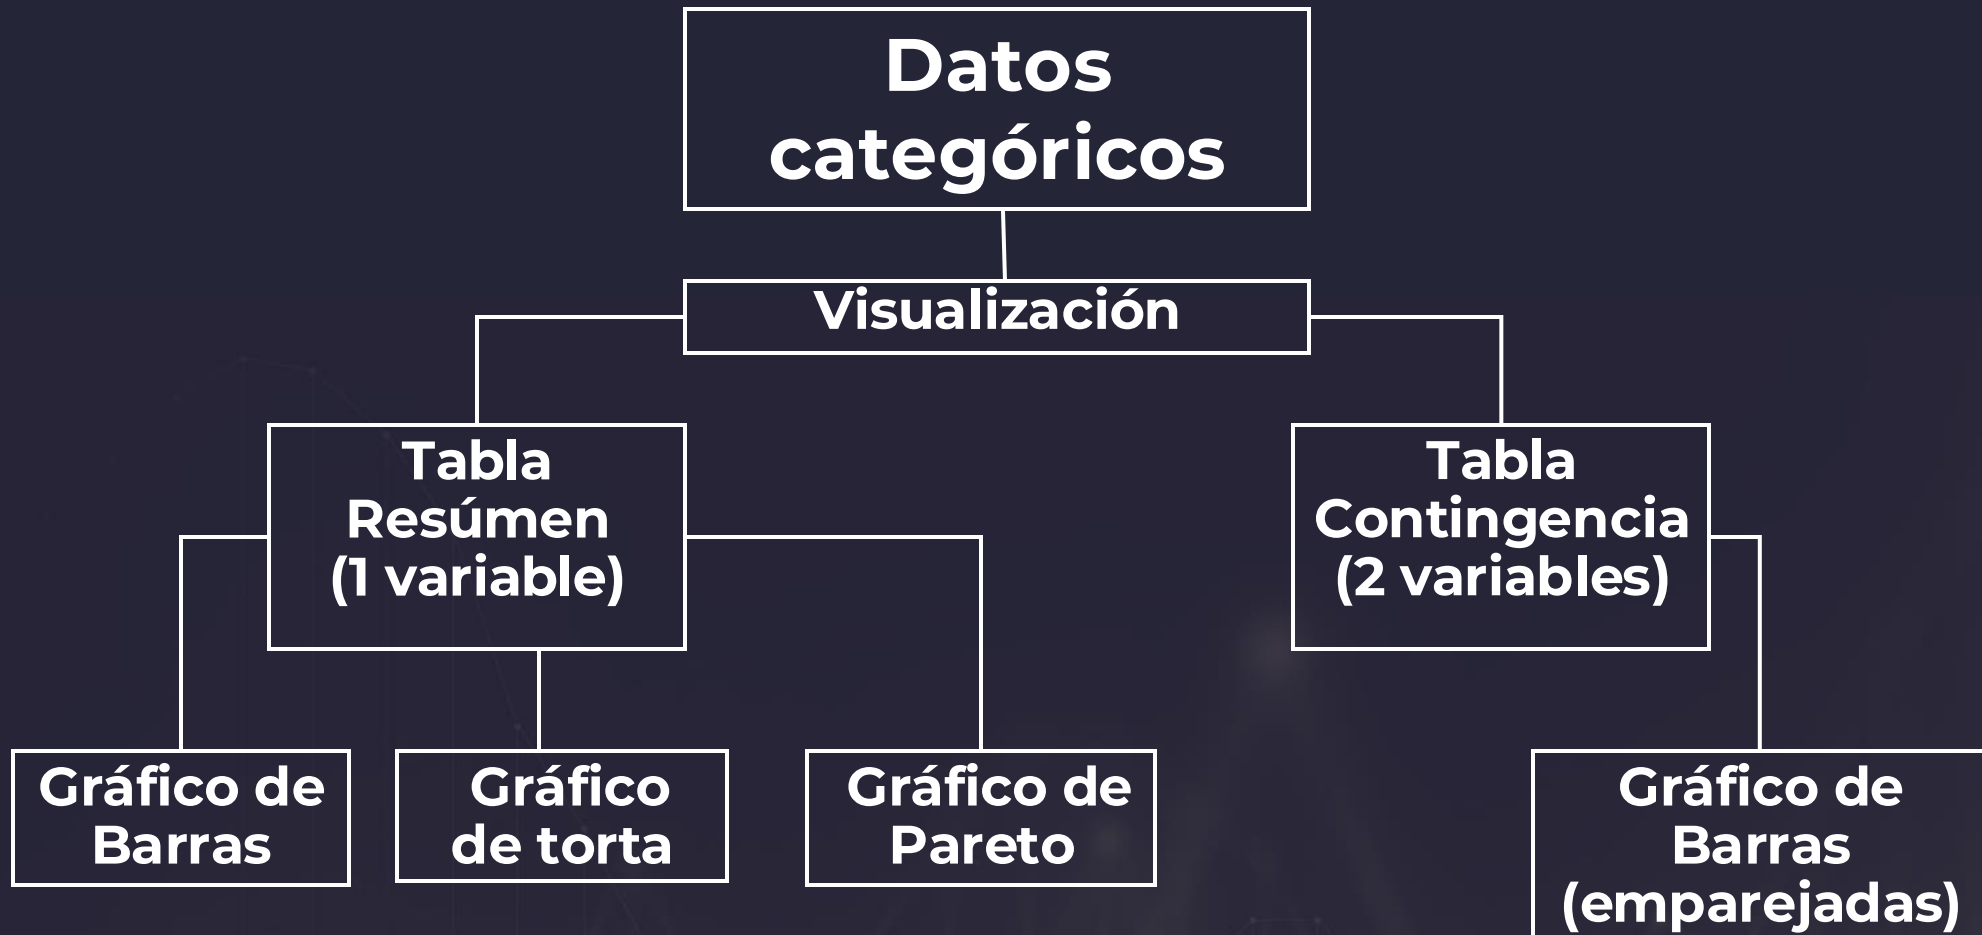 Datos
categóricos
Visualización
Tabla
Resúmen
(1 variable)
Tabla
Contingencia
(2 variables)
Gráfico de
Barras
Gráfico
de torta
Gráfico de
Pareto
Gráfico de
Barras
(emparejadas)